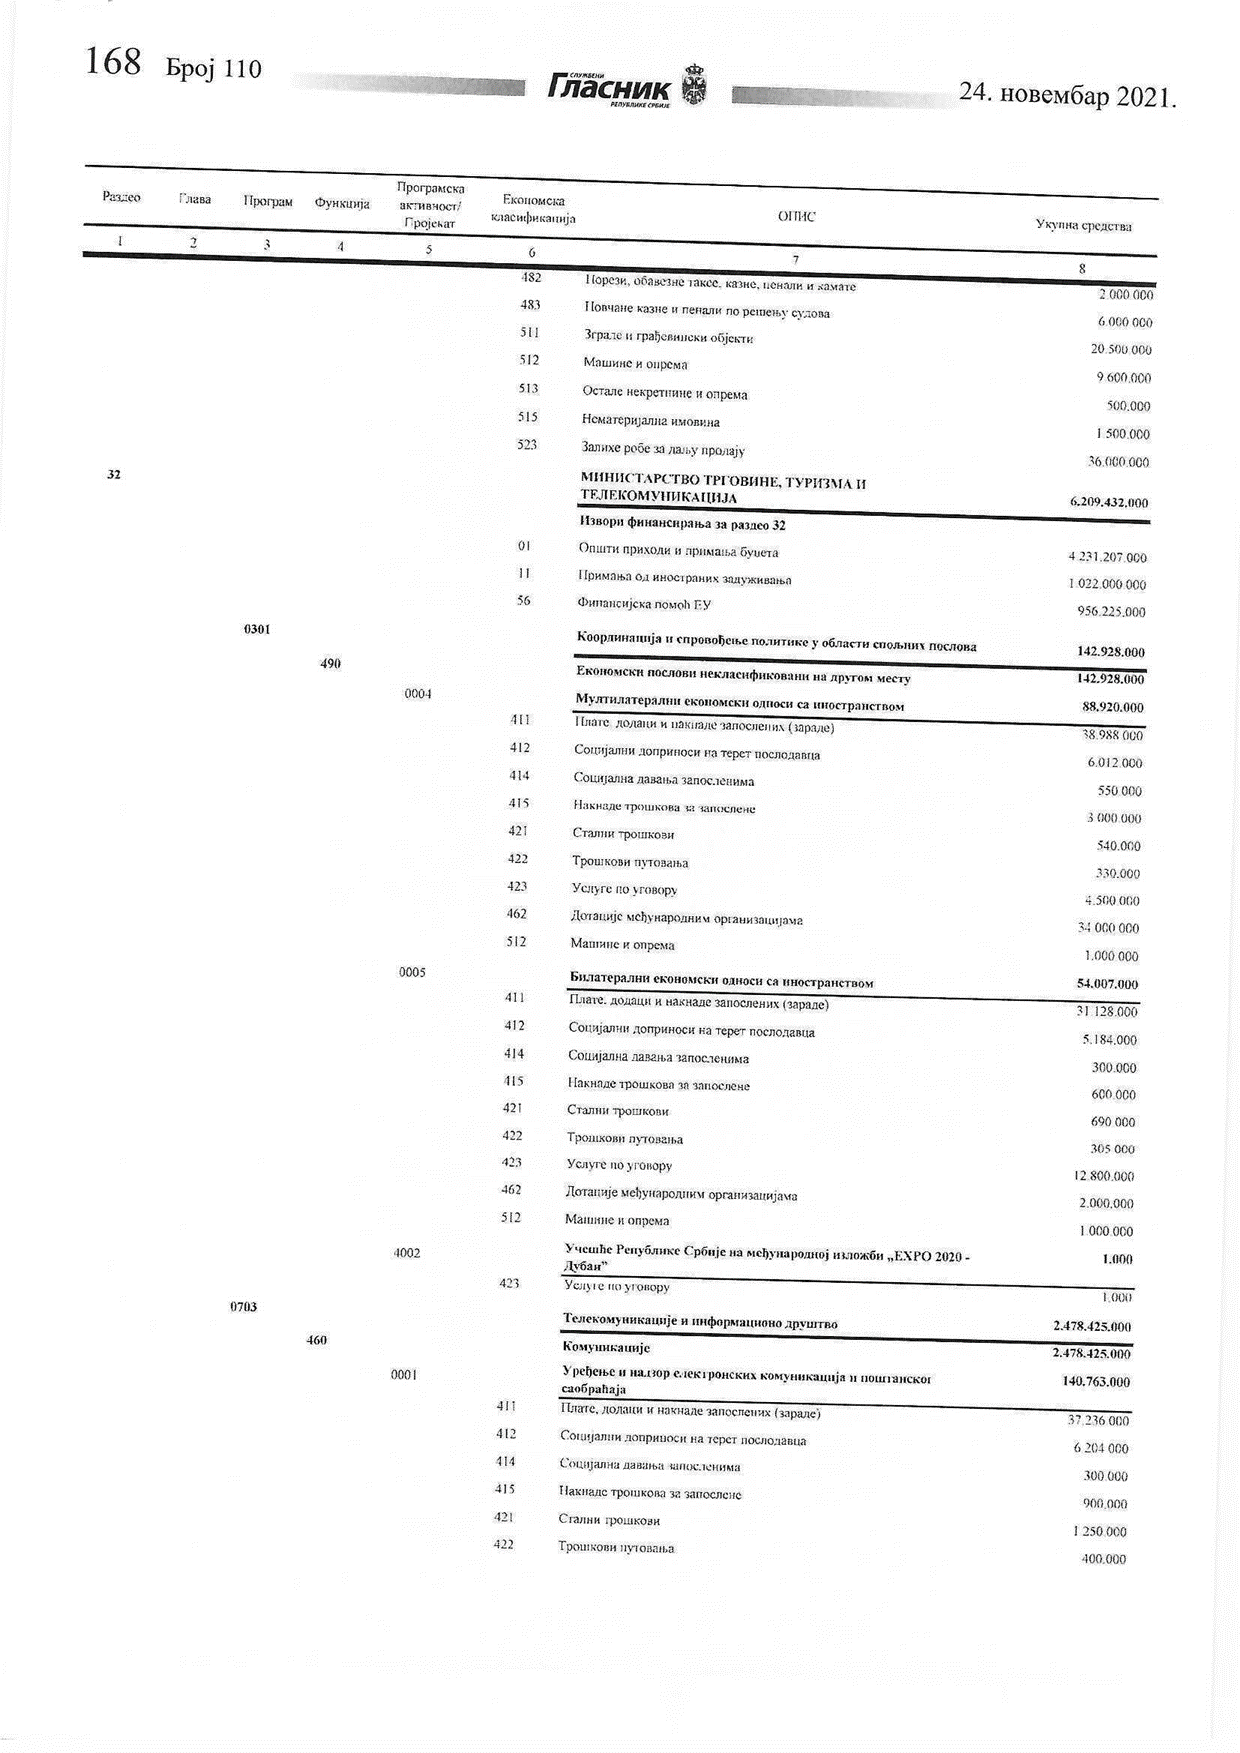 168 Број 110
СЛУЖБЕНИ
Гласник
РЕПУБЛИКЕ СРБИЈЕ
24. новембар 2021.
Раздео Глава Програм Функција Програмска активност/ Пројекат Економска класификација ОПИС Укупна средства
1 2 3 4 5 6 7 8
482 Порези, обавезне таксе, казне, пенали и камате 2.000.000
483 Новчане казне и пенали по решењу судова 6.000.000
511 Зграде и грађевински објекти 20.500.000
512 Машине и опрема 9.600.000
513 Остале некретнине и опрема 500.000
515 Нематеријална имовина 1.500.000
523 Залихе робе за даљу продају 36.000.000
32 МИНИСТАРСТВО ТРГОВИНЕ, ТУРИЗМА И
ТЕЛЕКОМУНИКАЦИЈА 6.209.432.000
Извори финансирања за раздео 32
01 Општи приходи и примања буџета 4.231.207.000
11 Примања од иностраних задуживања 1.022.000.000
56 Финансијска помоћ ЕУ 956.225.000
0301 Координација и спровођење политике у области спољних послова 142.928.000
490 Економски послови некласификовани на другом месту 142.928.000
0004 Мултилатерални економски односи са иностранством 88.920.000
411 Плате, додаци и накнаде запослених (зараде) 38.988.000
412 Социјални доприноси на терет послодавца 6.012.000
414 Социјална давања запосленима 550.000
415 Накнаде трошкова за запослене 3.000.000
421 Стални трошкови 540.000
422 Трошкови путовања 330.000
423 Услуге по уговору 4.500.000
462 Дотације међународним организацијама 34.000.000
512 Машине и опрема 1.000.000
0005 Билатерални економски односи са иностранством 54.007.000
411 Плате, додаци и накнаде запослених (зараде) 31.128.000
412 Социјални доприноси на терет послодавца 5.184.000
414 Социјална давања запосленима 300.000
415 Накнаде трошкова за запослене 600.000
421 Стални трошкови 690.000
422 Трошкови путовања 305.000
423 Услуге по уговору 12.800.000
462 Дотације међународним организацијама 2.000.000
512 Машине и опрема 1.000.000
4002 Учешће Републике Србије на међународној изложби „EXPO 2020 -
Дубаи” 1.000
423 Услуге по уговору 1.000
0703 Телекомуникације и информационо друштво 2.478.425.000
460 Комуникације 2.478.425.000
0001 Уређење и надзор електронских комуникација и поштанског
саобраћаја 140.763.000
411 Плате, додаци и накнаде запослених (зараде) 37.236.000
412 Социјални доприноси на терет послодавца 6.204.000
414 Социјална давања запосленима 300.000
415 Накнаде трошкова за запослене 900.000
421 Стални трошкови 1.250.000
422 Трошкови путовања 400.000